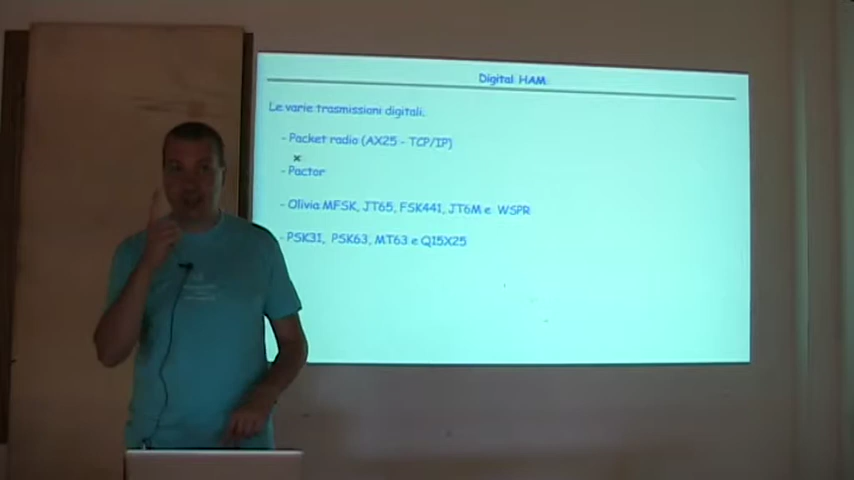 Digital HAM
Le varie trasmissioni digitali.
- Packet radio (AX25 - TCP/IP)
- Pactor
- Olivia MFSK, JT65, FSK441, JT6M e WSPR
- PSK31, PSK63, MT63 e Q15X25